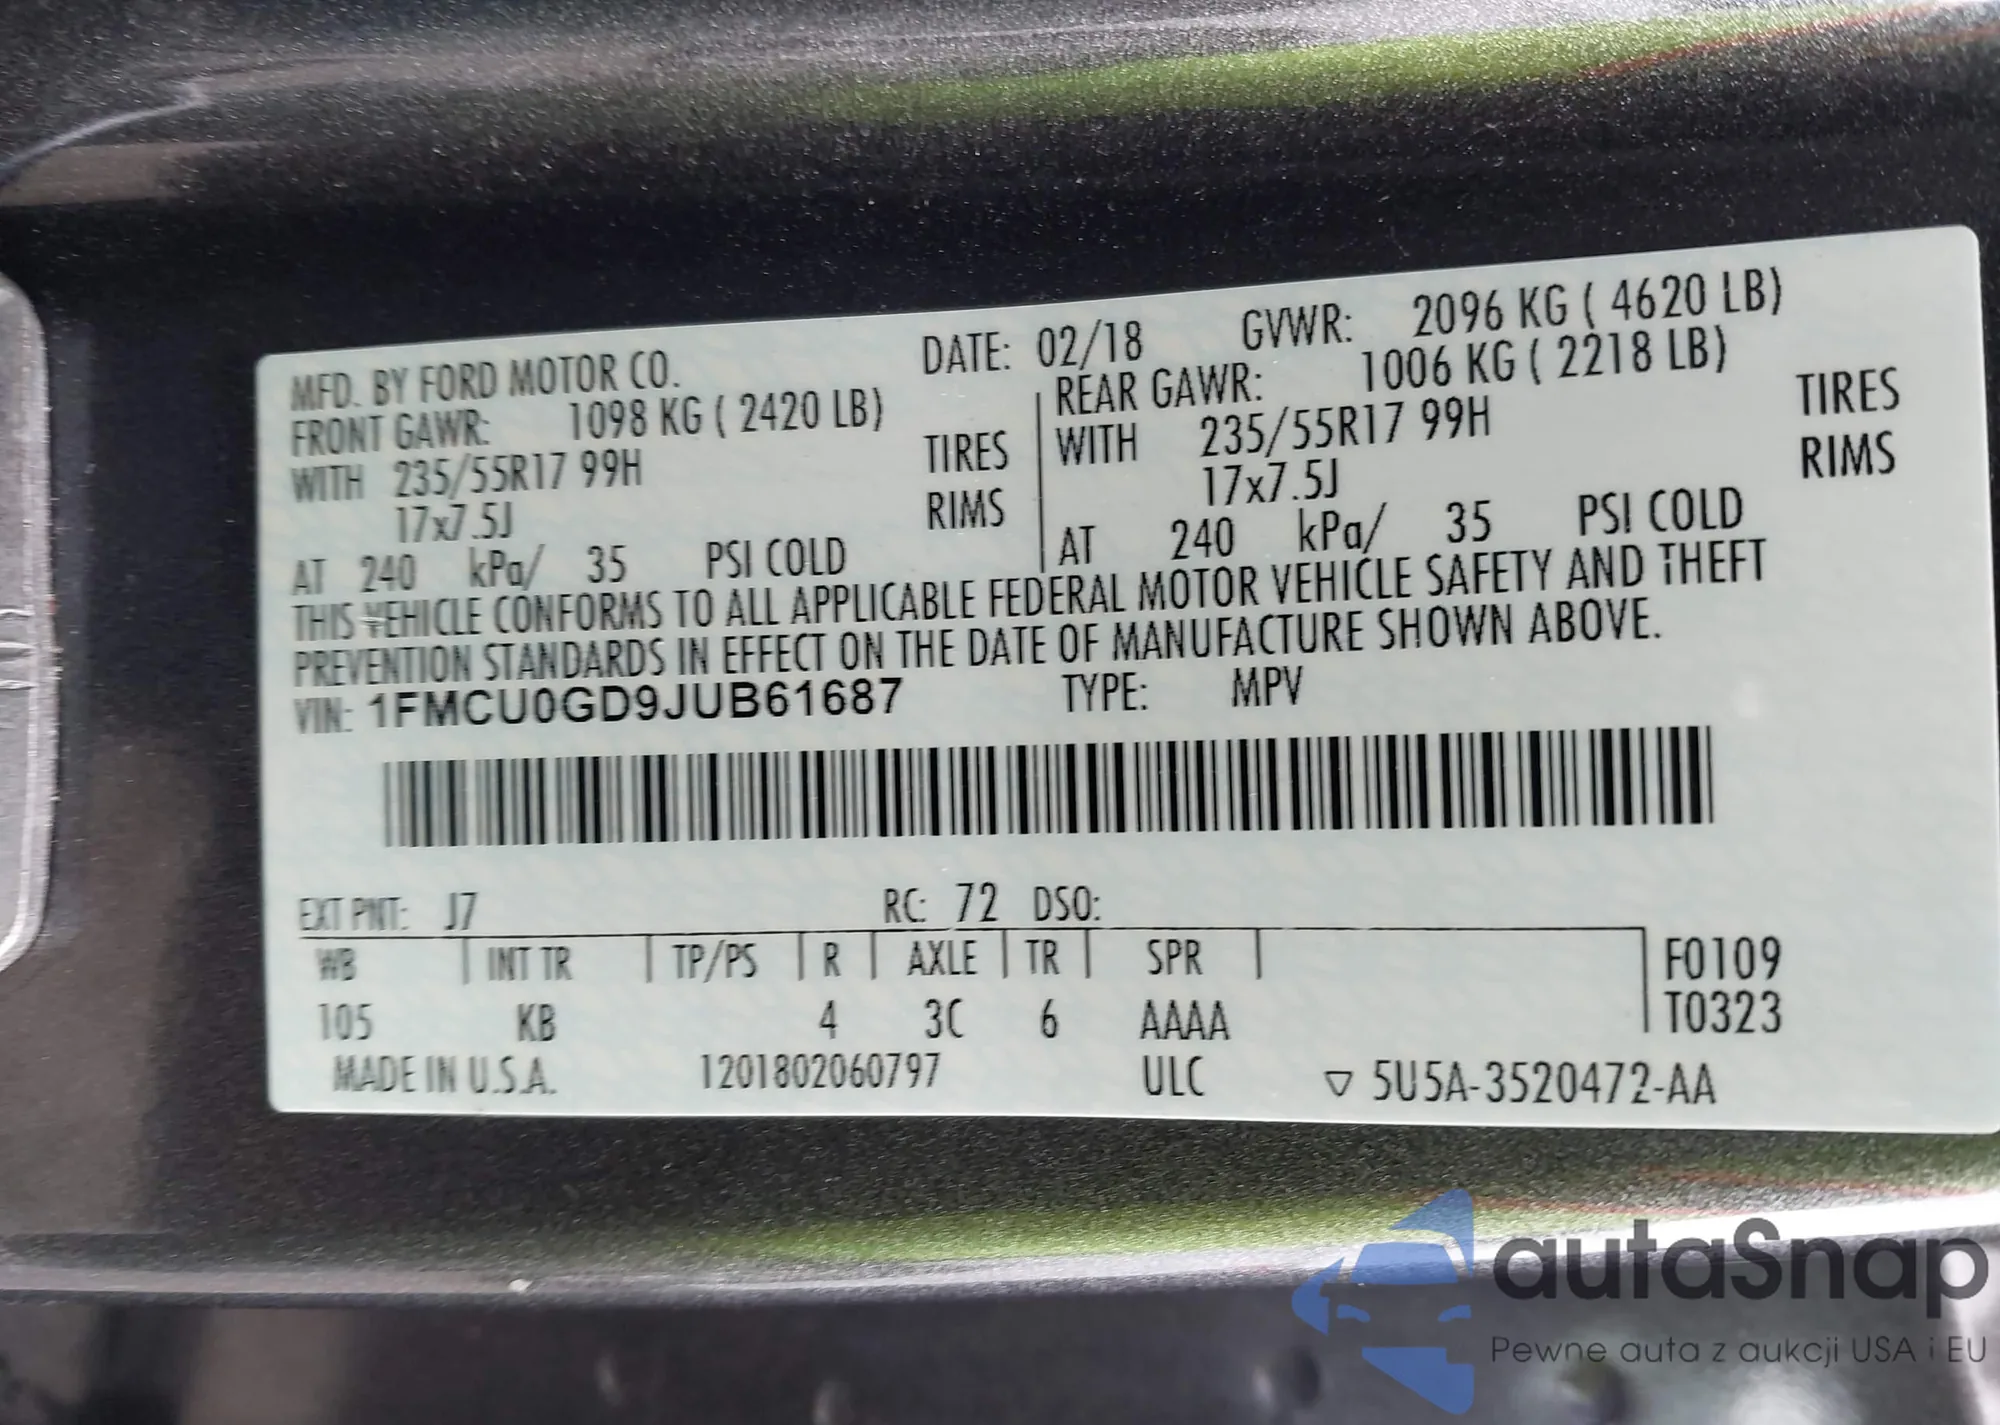 MFD. BY FORD MOTOR CO. DATE: 02/18 GVWR: 2096 KG ( 4620 LB)
FRONT GAWR: 1098 KG ( 2420 LB) REAR GAWR: 1006 KG ( 2218 LB)
WITH 235/55R17 99H TIRES WITH 235/55R17 99H TIRES
17x7.5J RIMS 17x7.5J RIMS
AT 240 kPa/ 35 PSI COLD AT 240 kPa/ 35 PSI COLD
THIS VEHICLE CONFORMS TO ALL APPLICABLE FEDERAL MOTOR VEHICLE SAFETY AND THEFT
PREVENTION STANDARDS IN EFFECT ON THE DATE OF MANUFACTURE SHOWN ABOVE.
VIN: 1FMCU0GD9JUB61687 TYPE: MPV
EXT PNT: J7 RC: 72 DSO:
WB INT TR TP/PS R AXLE TR SPR F0109
105 KB 4 3C 6 AAAA T0323
MADE IN U.S.A. 1201802060797 ULC ▽ 5U5A-3520472-AA
autaSnap
Pewne auta z aukcji USA i EU